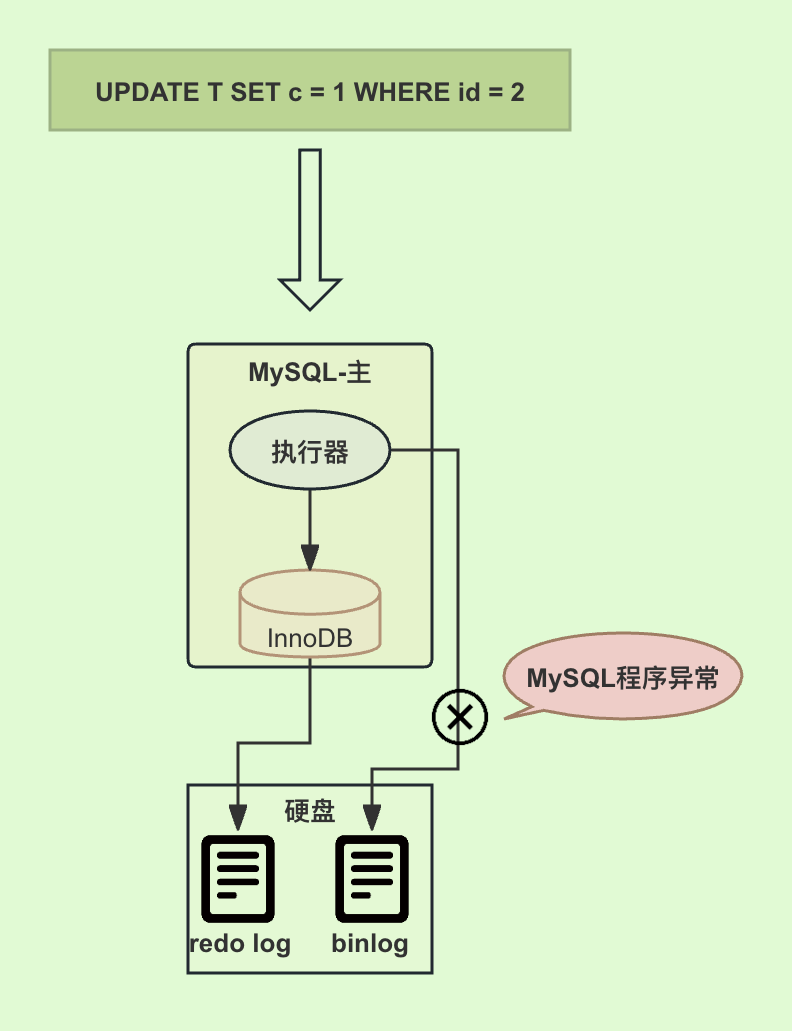 UPDATE T SET c = 1 WHERE id = 2
MySQL-主
执行器
InnoDB
MySQL程序异常
硬盘
redo log
binlog